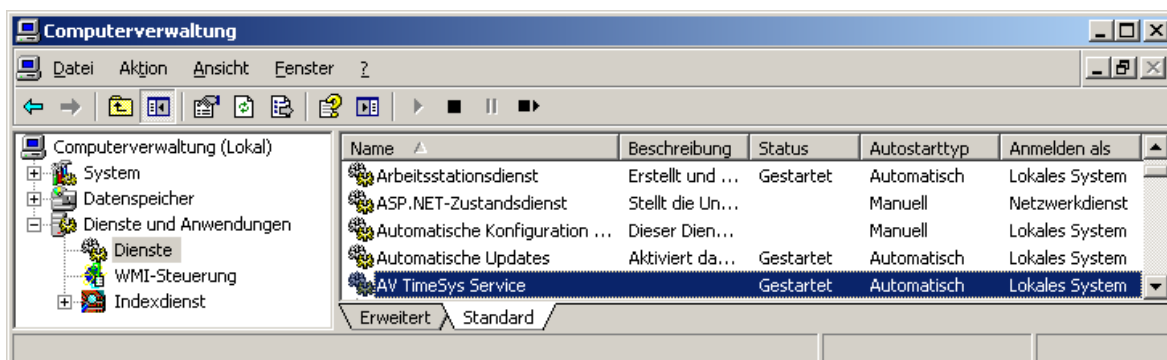 Computerverwaltung
Datei Aktion Ansicht Fenster ?
Computerverwaltung (Lokal)
System
Datenspeicher
Dienste und Anwendungen
Dienste
WMI-Steuerung
Indexdienst
Name Beschreibung Status Autostarttyp Anmelden als
Arbeitsstationsdienst Erstellt und ... Gestartet Automatisch Lokales System
ASP.NET-Zustandsdienst Stellt die Un... Manuell Netzwerkdienst
Automatische Konfiguration ... Dieser Dien... Manuell Lokales System
Automatische Updates Aktiviert da... Gestartet Automatisch Lokales System
AV TimeSys Service Gestartet Automatisch Lokales System
Erweitert Standard